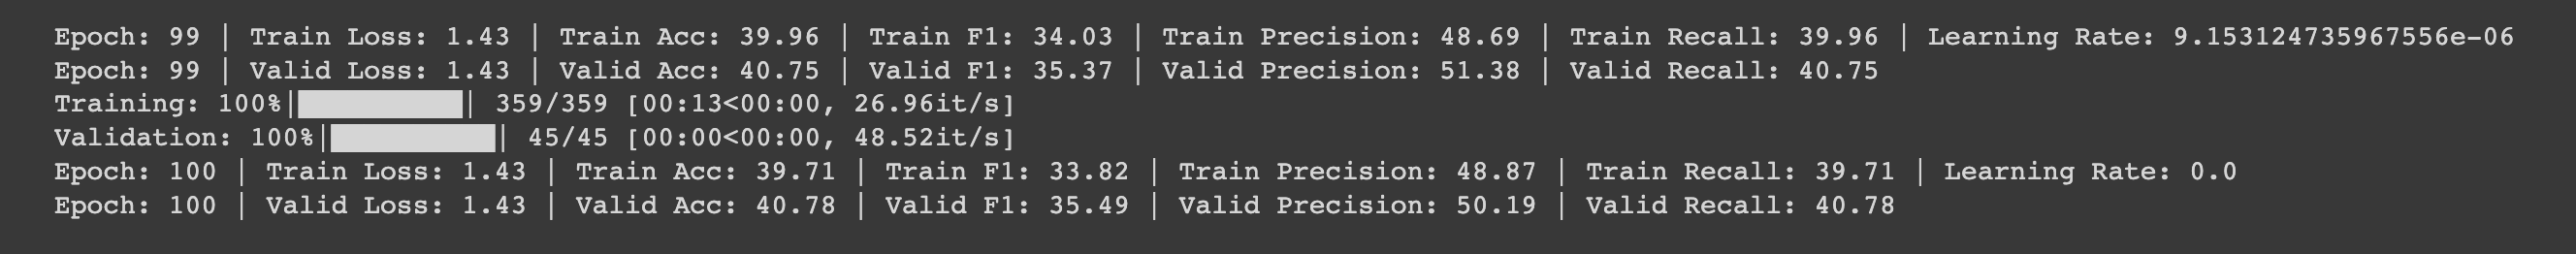 Epoch: 99 | Train Loss: 1.43 | Train Acc: 39.96 | Train F1: 34.03 | Train Precision: 48.69 | Train Recall: 39.96 | Learning Rate: 9.153124735967556e-06
Epoch: 99 | Valid Loss: 1.43 | Valid Acc: 40.75 | Valid F1: 35.37 | Valid Precision: 51.38 | Valid Recall: 40.75
Training: 100%|██████████| 359/359 [00:13<00:00, 26.96it/s]
Validation: 100%|██████████| 45/45 [00:00<00:00, 48.52it/s]
Epoch: 100 | Train Loss: 1.43 | Train Acc: 39.71 | Train F1: 33.82 | Train Precision: 48.87 | Train Recall: 39.71 | Learning Rate: 0.0
Epoch: 100 | Valid Loss: 1.43 | Valid Acc: 40.78 | Valid F1: 35.49 | Valid Precision: 50.19 | Valid Recall: 40.78